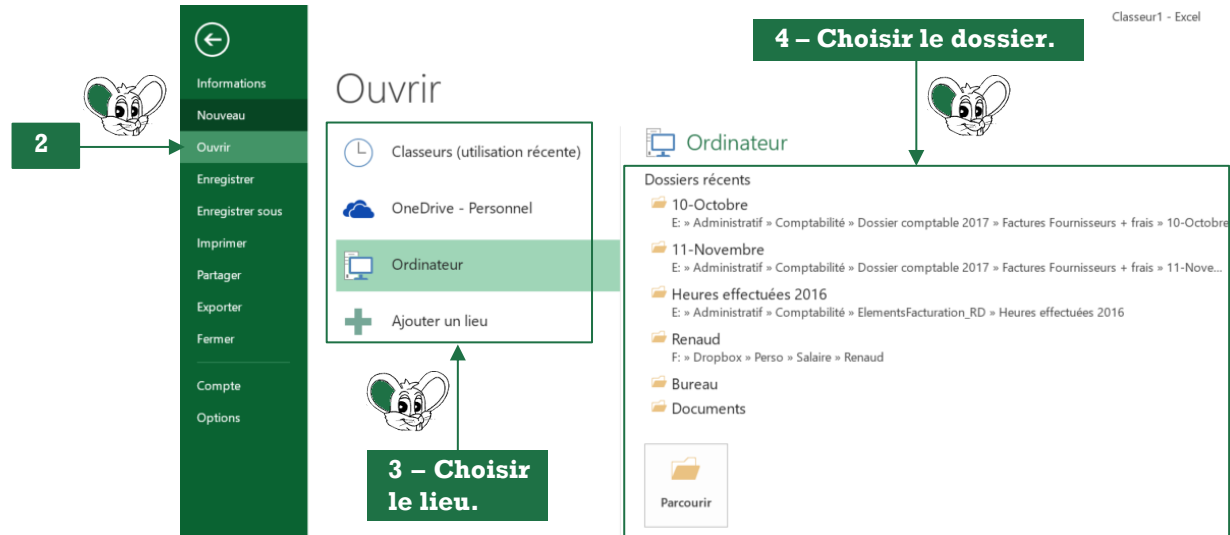 Classeur1 - Excel
4 – Choisir le dossier.
2
Informations
Nouveau
Ouvrir
Enregistrer
Enregistrer sous
Imprimer
Partager
Exporter
Fermer
Compte
Options
Ouvrir
Classeurs (utilisation récente)
OneDrive - Personnel
Ordinateur
Ajouter un lieu
3 – Choisir
le lieu.
Ordinateur
Dossiers récents
10-Octobre
E: » Administratif » Comptabilité » Dossier comptable 2017 » Factures Fournisseurs + frais » 10-Octobre
11-Novembre
E: » Administratif » Comptabilité » Dossier comptable 2017 » Factures Fournisseurs + frais » 11-Nove...
Heures effectuées 2016
E: » Administratif » Comptabilité » ElementsFacturation_RD » Heures effectuées 2016
Renaud
F: » Dropbox » Perso » Salaire » Renaud
Bureau
Documents
Parcourir